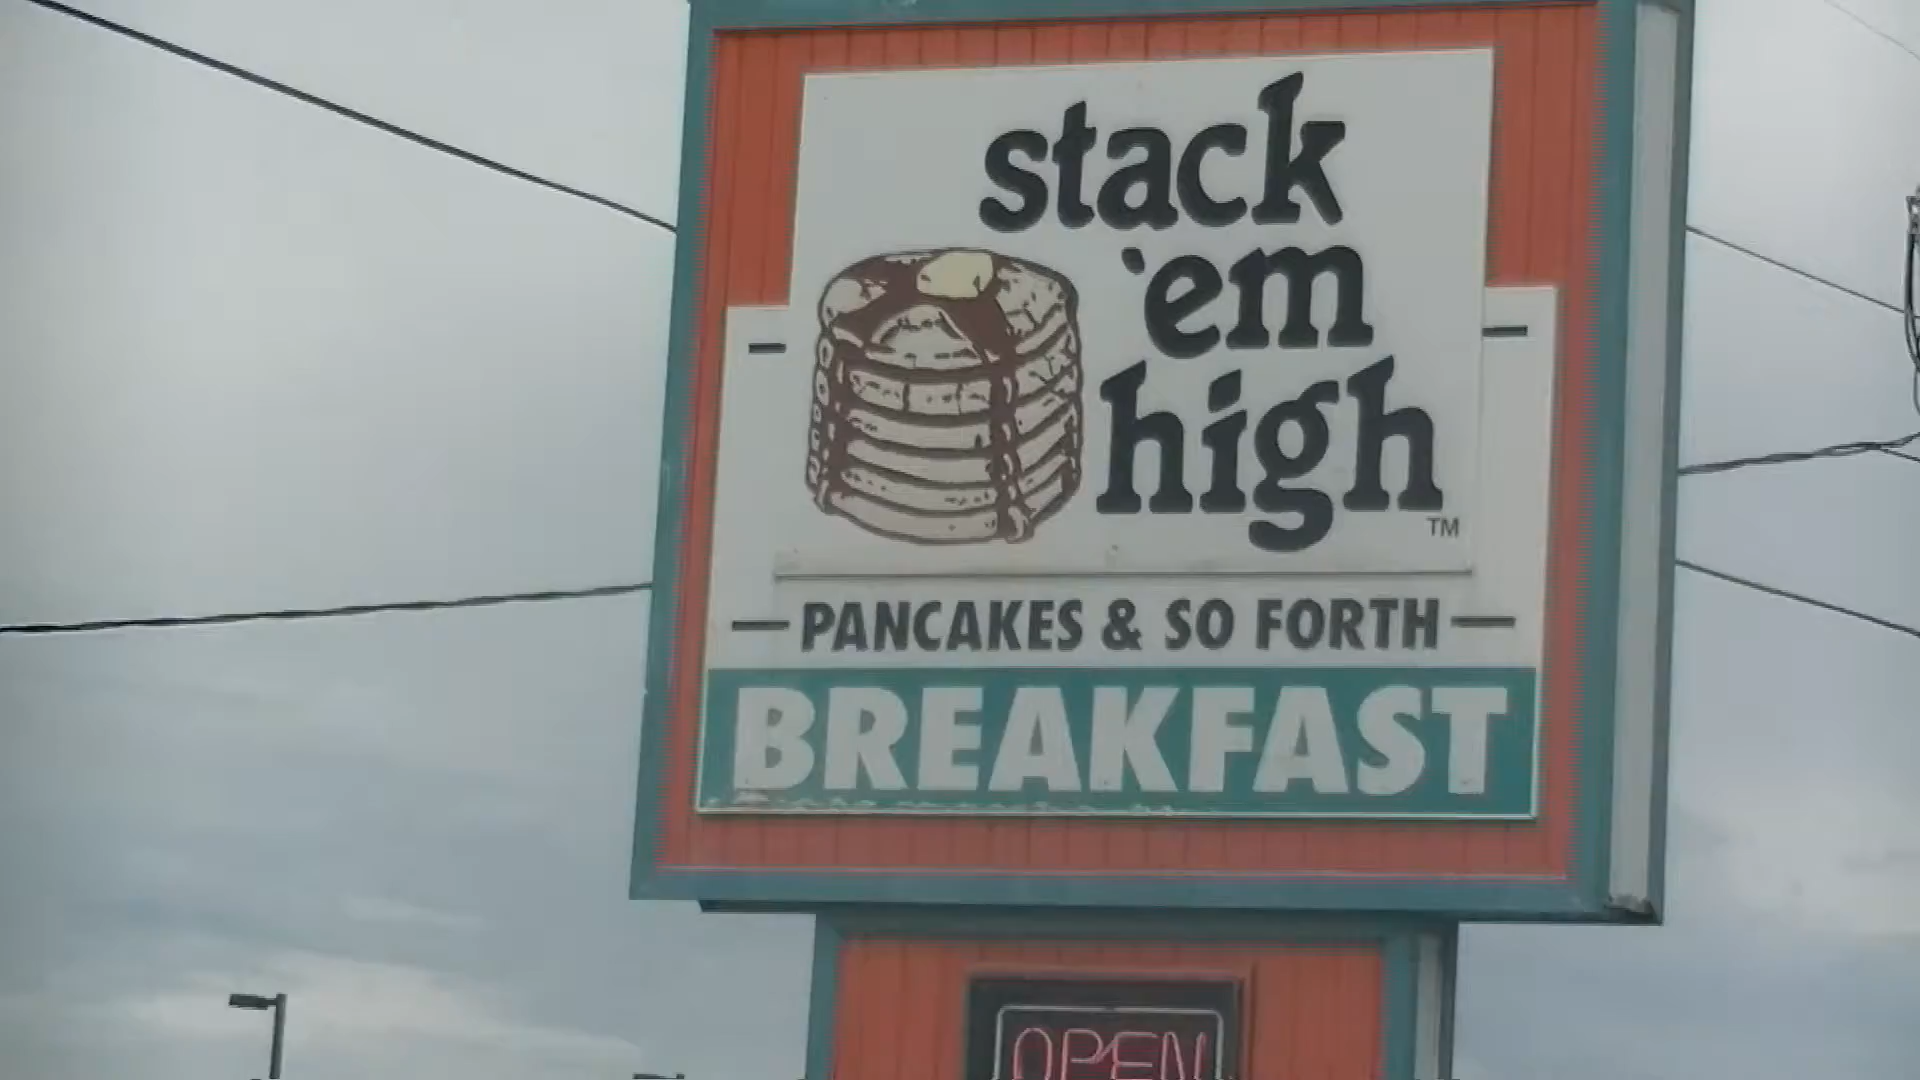 stack
'em
high
TM
PANCAKES & SO FORTH
BREAKFAST
OPEN